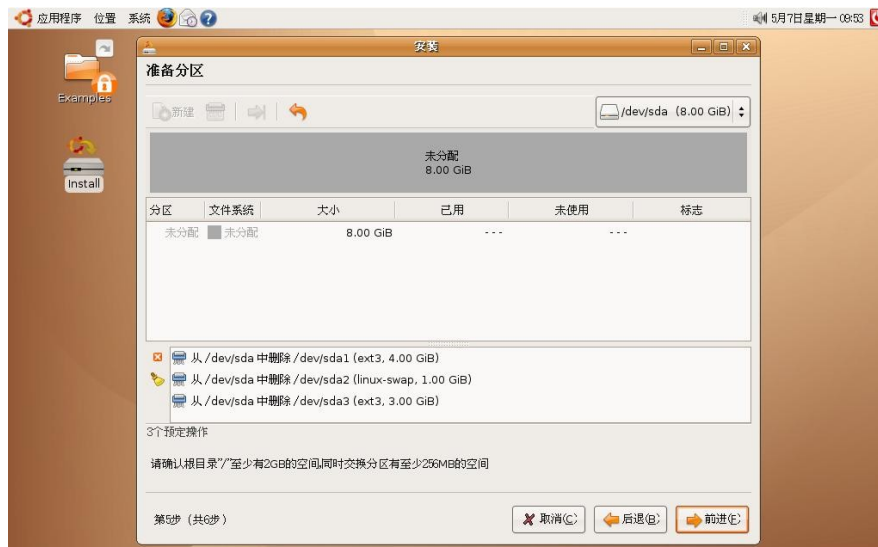 应用程序 位置 系统 5月7日星期一 09:53
安装
准备分区
Examples
新建 /dev/sda (8.00 GiB)
未分配
8.00 GiB
Install
分区 文件系统 大小 已用 未使用 标志
未分配 未分配 8.00 GiB --- ---
从 /dev/sda 中删除 /dev/sda1 (ext3, 4.00 GiB)
从 /dev/sda 中删除 /dev/sda2 (linux-swap, 1.00 GiB)
从 /dev/sda 中删除 /dev/sda3 (ext3, 3.00 GiB)
3个预定操作
请确认根目录"/"至少有2GB的空间,同时交换分区有至少256MB的空间
第5步 (共6步) 取消(C) 后退(B) 前进(F)